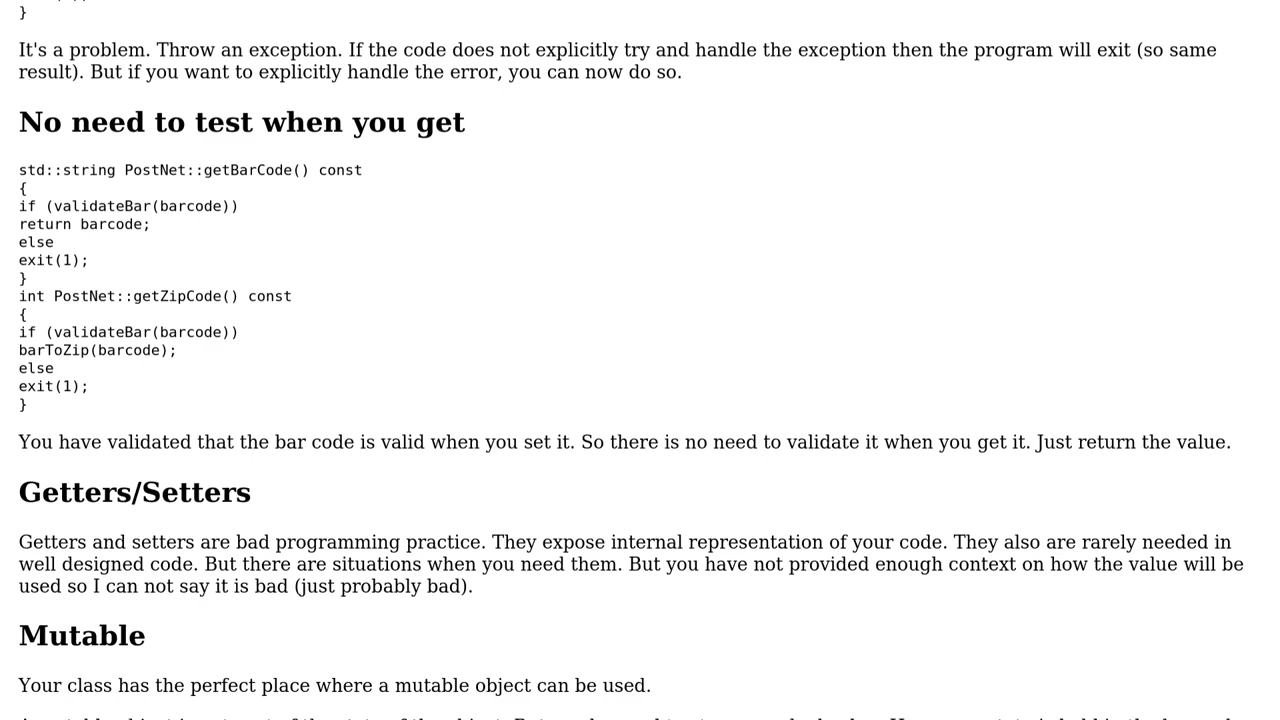 }
It's a problem. Throw an exception. If the code does not explicitly try and handle the exception then the program will exit (so same
result). But if you want to explicitly handle the error, you can now do so.
No need to test when you get
std::string PostNet::getBarCode() const
{
if (validateBar(barcode))
return barcode;
else
exit(1);
}
int PostNet::getZipCode() const
{
if (validateBar(barcode))
barToZip(barcode);
else
exit(1);
}
You have validated that the bar code is valid when you set it. So there is no need to validate it when you get it. Just return the value.
Getters/Setters
Getters and setters are bad programming practice. They expose internal representation of your code. They also are rarely needed in
well designed code. But there are situations when you need them. But you have not provided enough context on how the value will be
used so I can not say it is bad (just probably bad).
Mutable
Your class has the perfect place where a mutable object can be used.